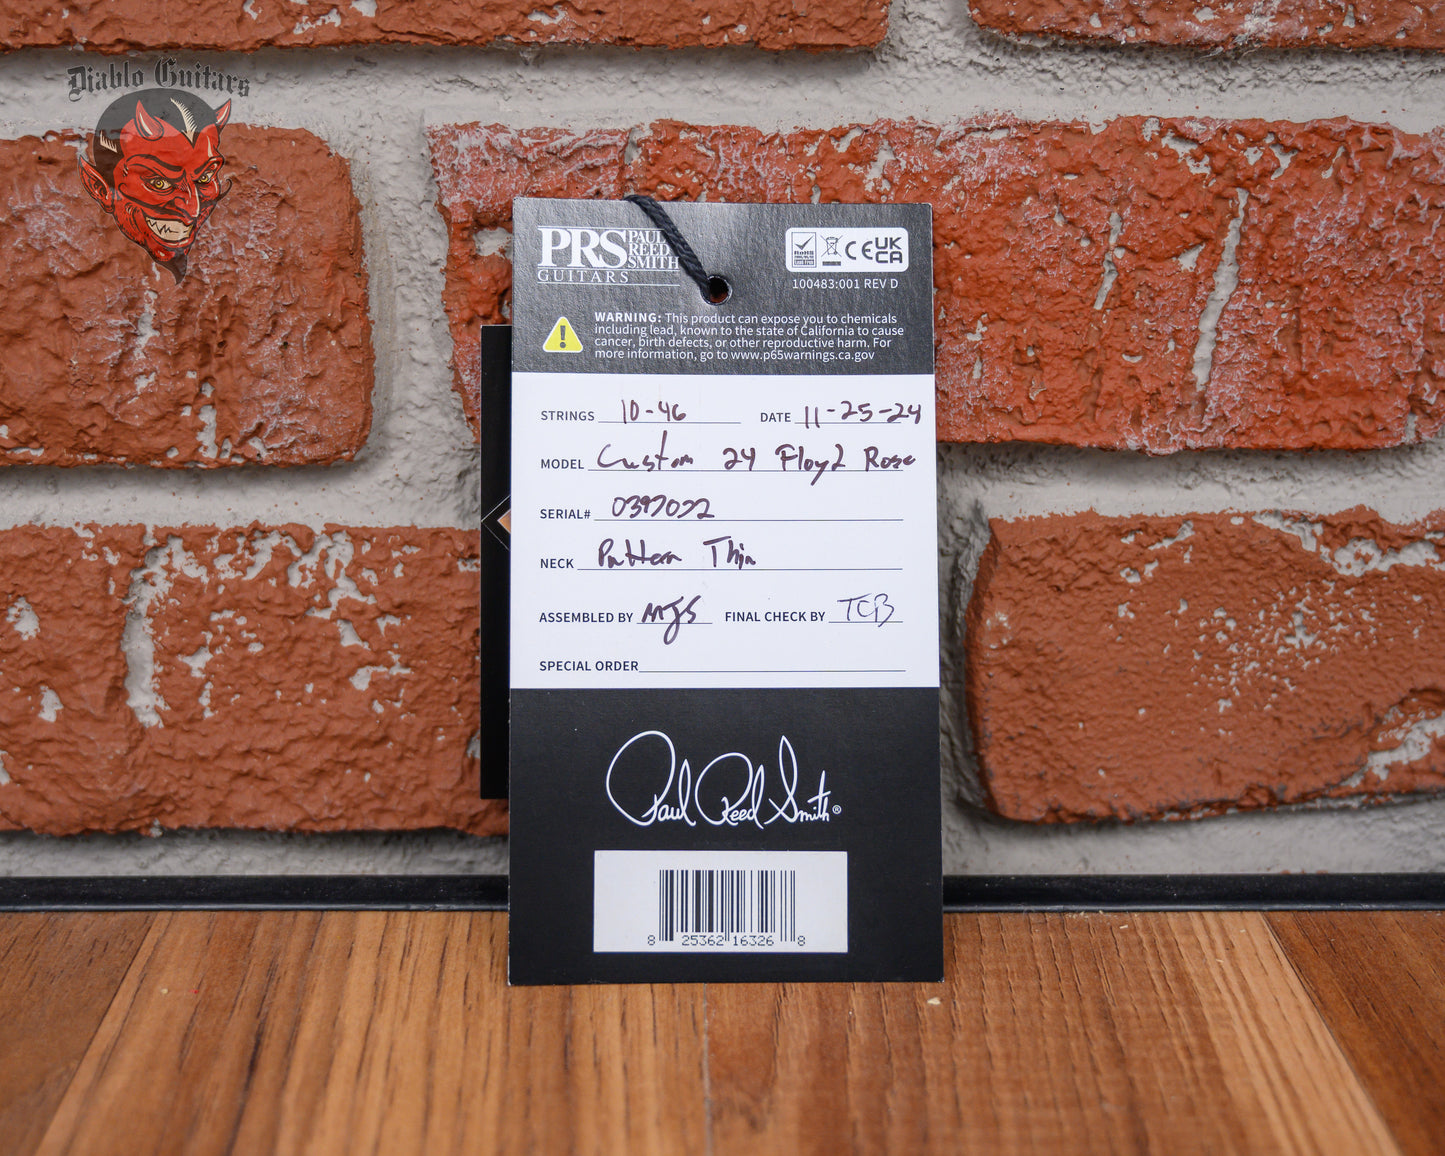 Diablo Guitars
PRS PAUL REED SMITH
GUITARS
RoHS
CE UK CA
100483:001 REV D
WARNING: This product can expose you to chemicals
including lead, known to the state of California to cause
cancer, birth defects, or other reproductive harm. For
more information, go to www.p65warnings.ca.gov
STRINGS 10-46 DATE 11-25-24
MODEL Custom 24 Floyd Rose
SERIAL# 0397072
NECK Pattern Thin
ASSEMBLED BY MJS FINAL CHECK BY TCB
SPECIAL ORDER
Paul Reed Smith®
8 25362 16326 8